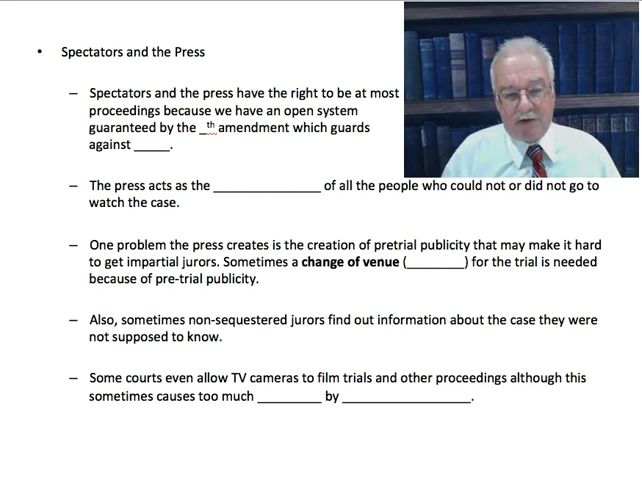 • Spectators and the Press
– Spectators and the press have the right to be at most
proceedings because we have an open system
guaranteed by the _th amendment which guards
against _____.
– The press acts as the _______________ of all the people who could not or did not go to
watch the case.
– One problem the press creates is the creation of pretrial publicity that may make it hard
to get impartial jurors. Sometimes a change of venue (________) for the trial is needed
because of pre-trial publicity.
– Also, sometimes non-sequestered jurors find out information about the case they were
not supposed to know.
– Some courts even allow TV cameras to film trials and other proceedings although this
sometimes causes too much _________ by __________________.